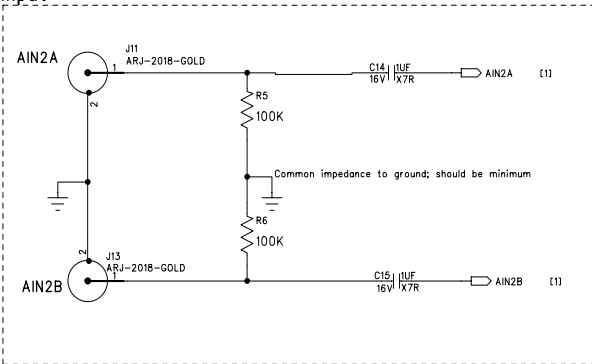 Input
AIN2A
J11
ARJ-2018-GOLD
1
2
C14
1UF
16V
X7R
AIN2A
[1]
R5
100K
Common impedance to ground; should be minimum
R6
100K
2
J13
ARJ-2018-GOLD
1
AIN2B
C15
1UF
16V
X7R
AIN2B
[1]